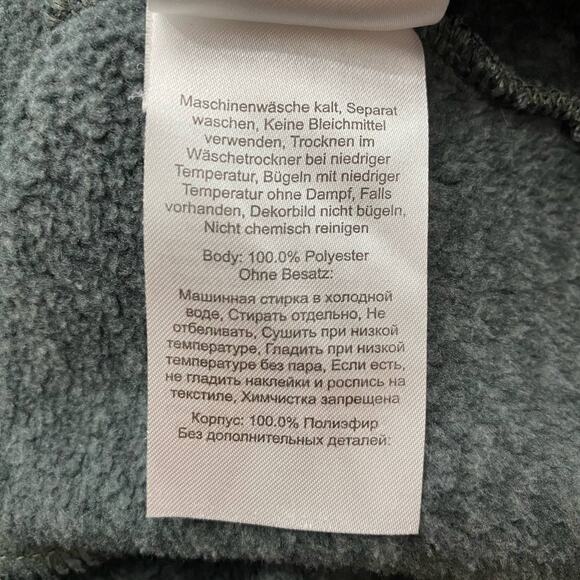 Maschinenwäsche kalt, Separat
waschen, Keine Bleichmittel
verwenden, Trocknen im
Wäschetrockner bei niedriger
Temperatur, Bügeln mit niedriger
Temperatur ohne Dampf, Falls
vorhanden, Dekorbild nicht bügeln,
Nicht chemisch reinigen
Body: 100.0% Polyester
Ohne Besatz:
Машинная стирка в холодной
воде, Стирать отдельно, Не
отбеливать, Сушить при низкой
температуре, Гладить при низкой
температуре без пара, Если есть,
не гладить наклейки и роспись на
текстиле, Химчистка запрещена
Корпус: 100.0% Полиэфир
Без дополнительных деталей: